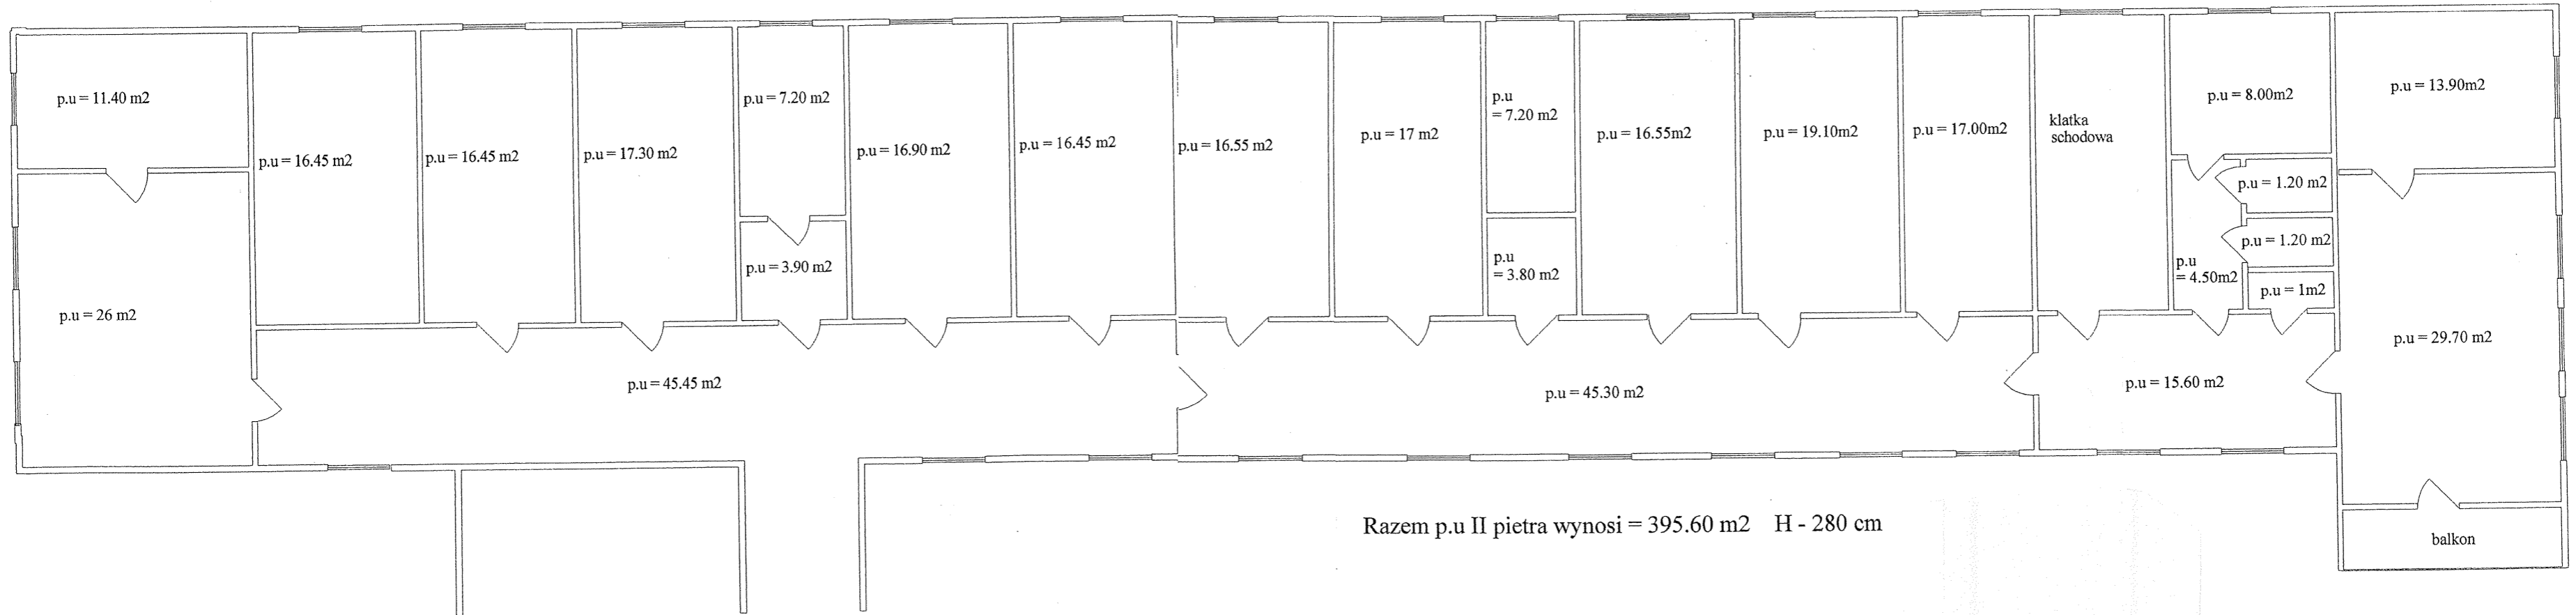 p.u = 11.40 m2
p.u = 16.45 m2
p.u = 16.45 m2
p.u = 17.30 m2
p.u = 7.20 m2
p.u = 3.90 m2
p.u = 16.90 m2
p.u = 16.45 m2
p.u = 16.55 m2
p.u = 17 m2
p.u
= 7.20 m2
p.u
= 3.80 m2
p.u = 16.55m2
p.u = 19.10m2
p.u = 17.00m2
klatka
schodowa
p.u = 8.00m2
p.u = 1.20 m2
p.u = 1.20 m2
p.u
= 4.50m2
p.u = 1m2
p.u = 13.90m2
p.u = 26 m2
p.u = 45.45 m2
p.u = 45.30 m2
p.u = 15.60 m2
p.u = 29.70 m2
Razem p.u II pietra wynosi = 395.60 m2 H - 280 cm
balkon